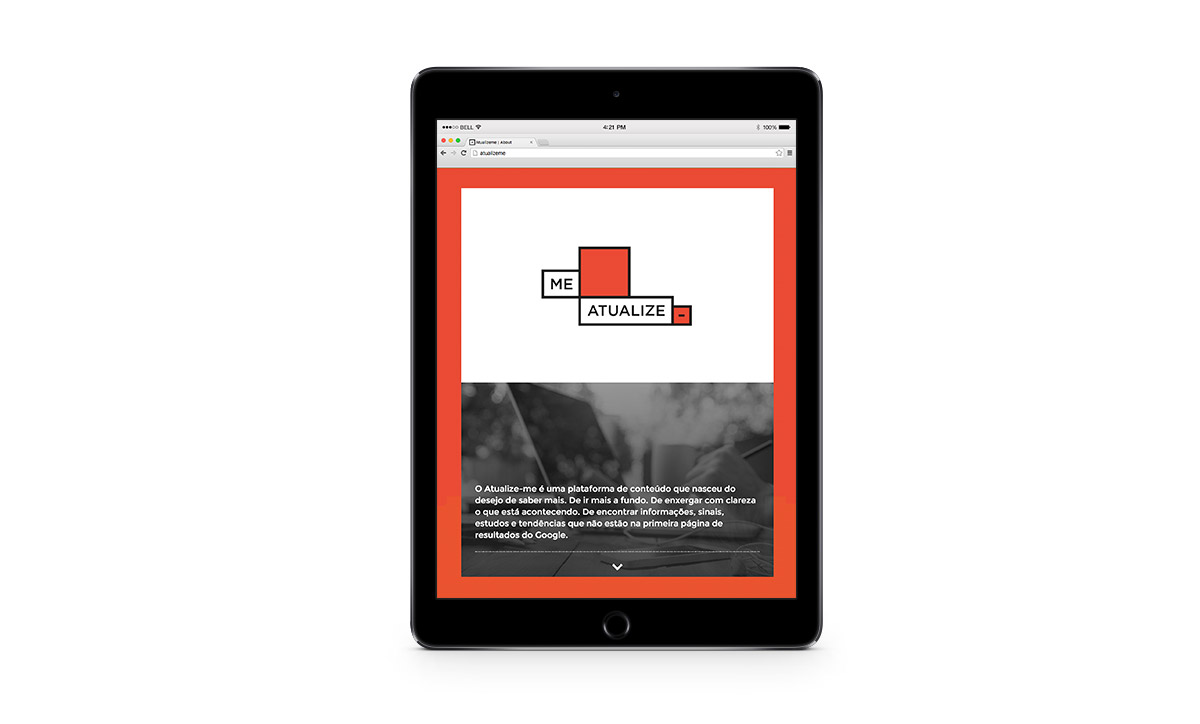 BELL 4:21 PM 100%
Atualizeme | About
atualizeme
ME
ATUALIZE -
O Atualize-me é uma plataforma de conteúdo que nasceu do
desejo de saber mais. De ir mais a fundo. De enxergar com clareza
o que está acontecendo. De encontrar informações, sinais,
estudos e tendências que não estão na primeira página de
resultados do Google.